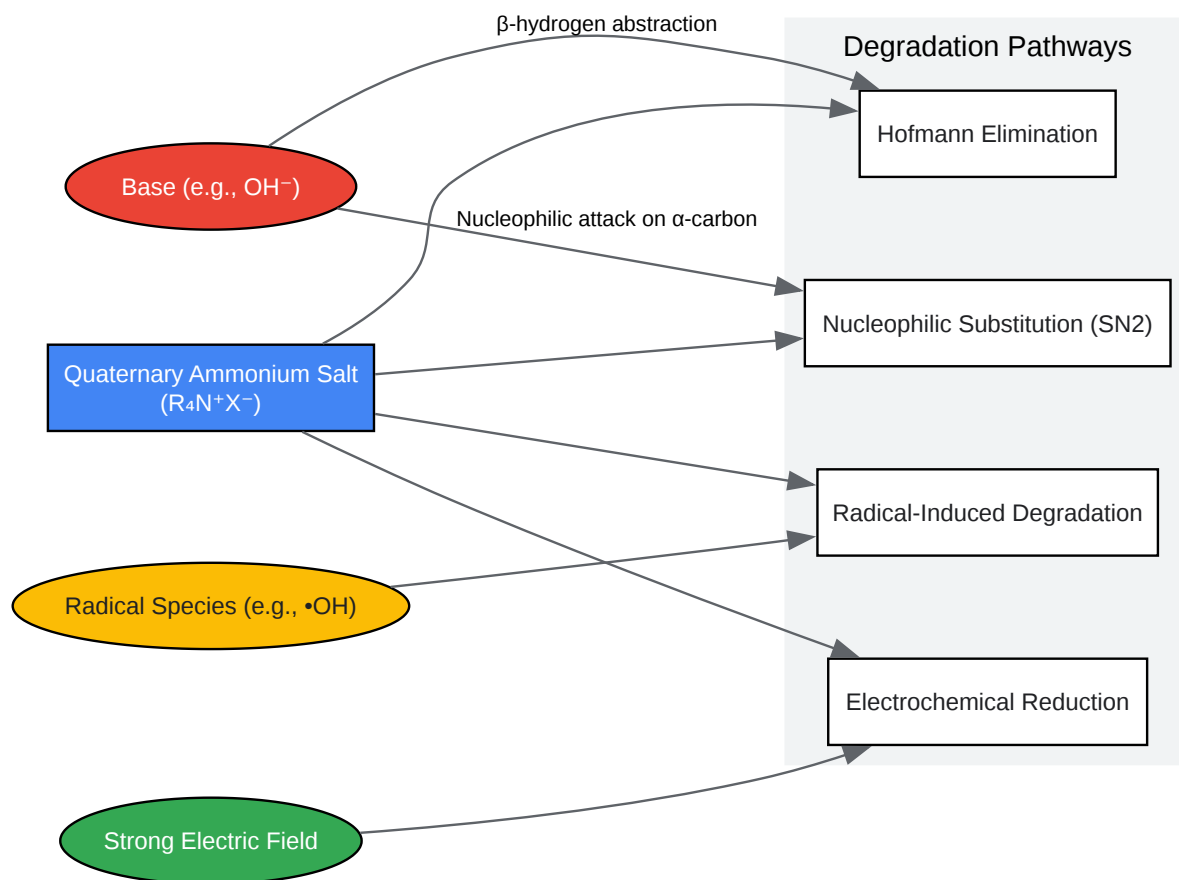 β-hydrogen abstraction
Degradation Pathways
Hofmann Elimination
Base (e.g., OH⁻)
Nucleophilic attack on α-carbon
Nucleophilic Substitution (SN2)
Quaternary Ammonium Salt
(R₄N⁺X⁻)
Radical-Induced Degradation
Radical Species (e.g., •OH)
Electrochemical Reduction
Strong Electric Field